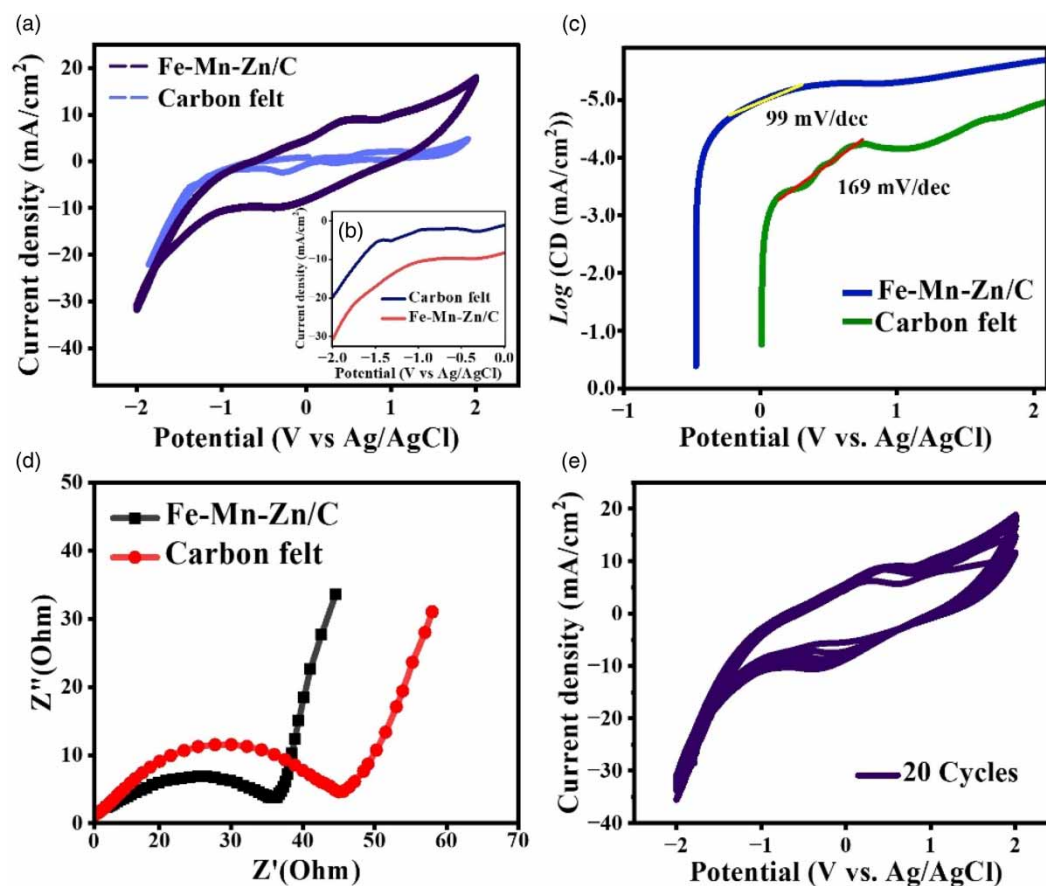 (a)
Fe-Mn-Zn/C
Carbon felt
20
10
0
-10
-20
-30
-40
Current density (mA/cm²)
−2
−1
0
1
2
Potential (V vs Ag/AgCl)
(b)
0
-10
-20
-30
Current density (mA/cm²)
Carbon felt
Fe-Mn-Zn/C
-2.0
-1.5
-1.0
-0.5
0.0
Potential (V vs Ag/AgCl)
(c)
-5.0
-4.0
-3.0
-2.0
-1.0
0.0
Log (CD (mA/cm²))
99 mV/dec
169 mV/dec
Fe-Mn-Zn/C
Carbon felt
−1
0
1
2
Potential (V vs. Ag/AgCl)
(d)
50
40
30
20
10
0
Z"(Ohm)
Fe-Mn-Zn/C
Carbon felt
0
20
30
40
50
60
70
Z'(Ohm)
(e)
20
10
0
-10
-20
-30
-40
Current density (mA/cm²)
20 Cycles
−2
−1
0
1
2
Potential (V vs. Ag/AgCl)